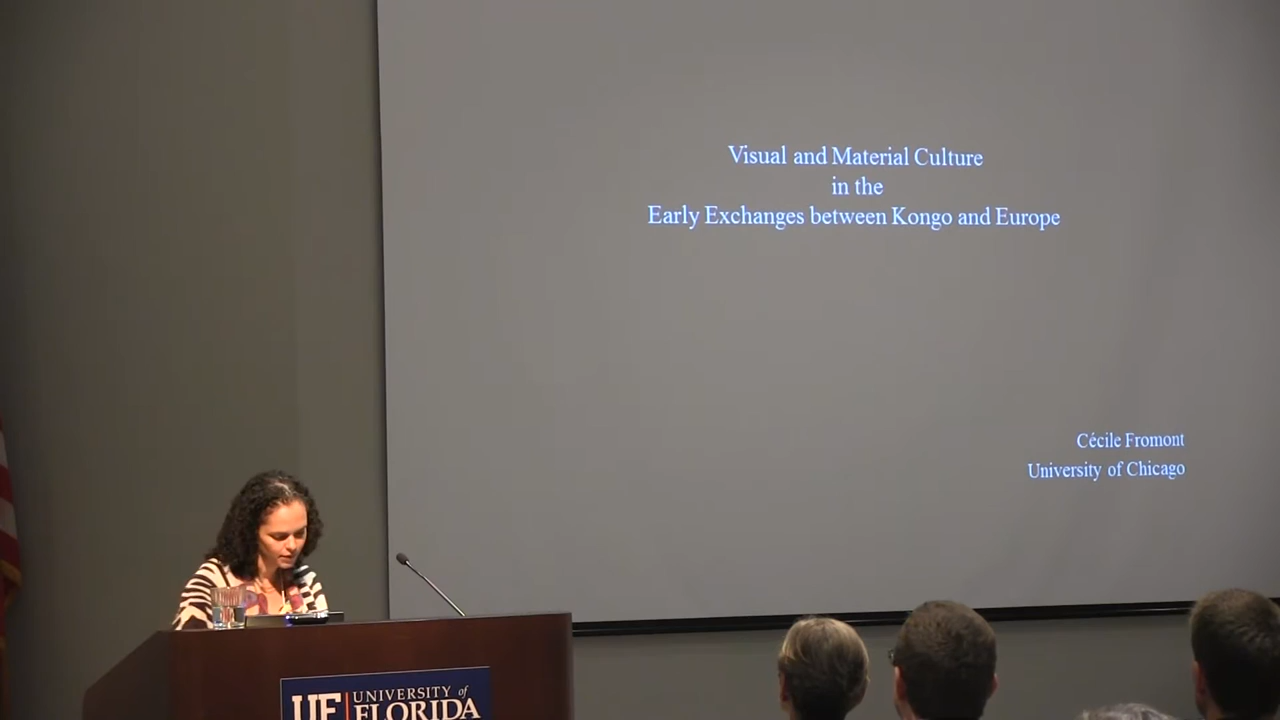 Visual and Material Culture
in the
Early Exchanges between Kongo and Europe
Cécile Fromont
University of Chicago
UF UNIVERSITY of
FLORIDA